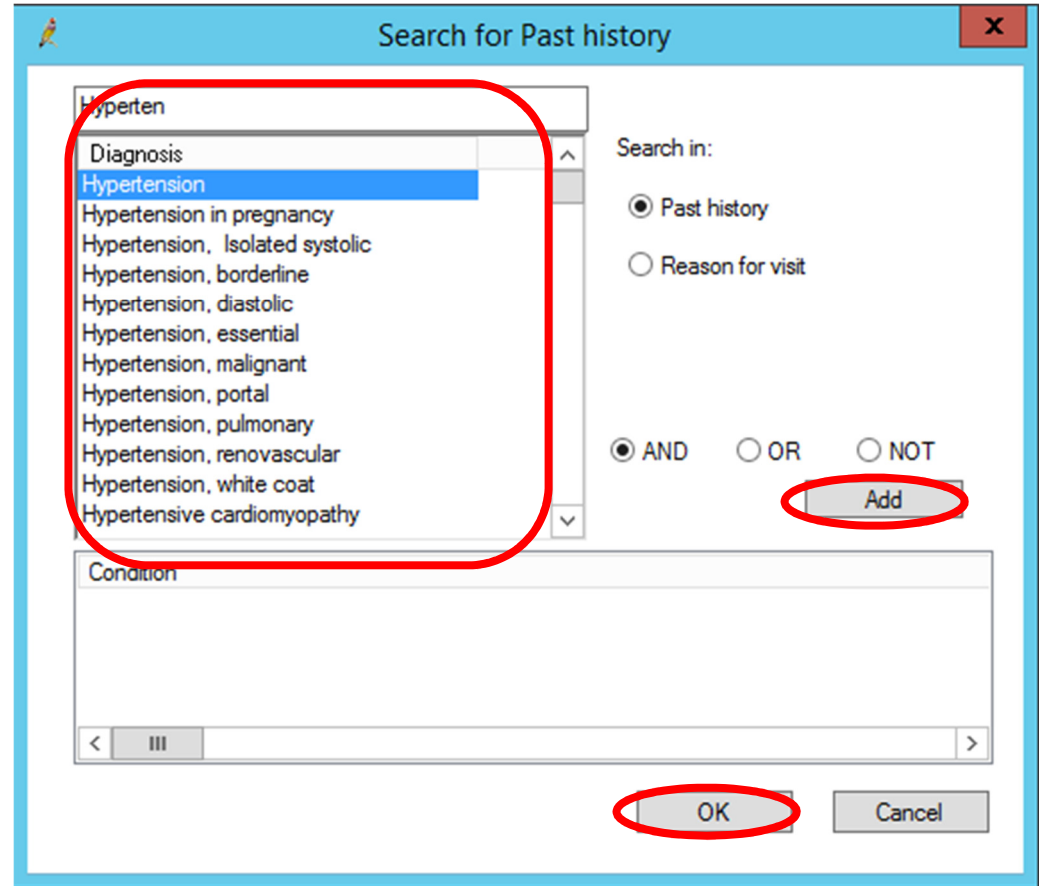 Search for Past history
x
Hyperten
Diagnosis
Hypertension
Hypertension in pregnancy
Hypertension,  Isolated systolic
Hypertension, borderline
Hypertension, diastolic
Hypertension, essential
Hypertension, malignant
Hypertension, portal
Hypertension, pulmonary
Hypertension, renovascular
Hypertension, white coat
Hypertensive cardiomyopathy
Search in:
Past history
Reason for visit
AND OR NOT
Add
Condition
OK Cancel